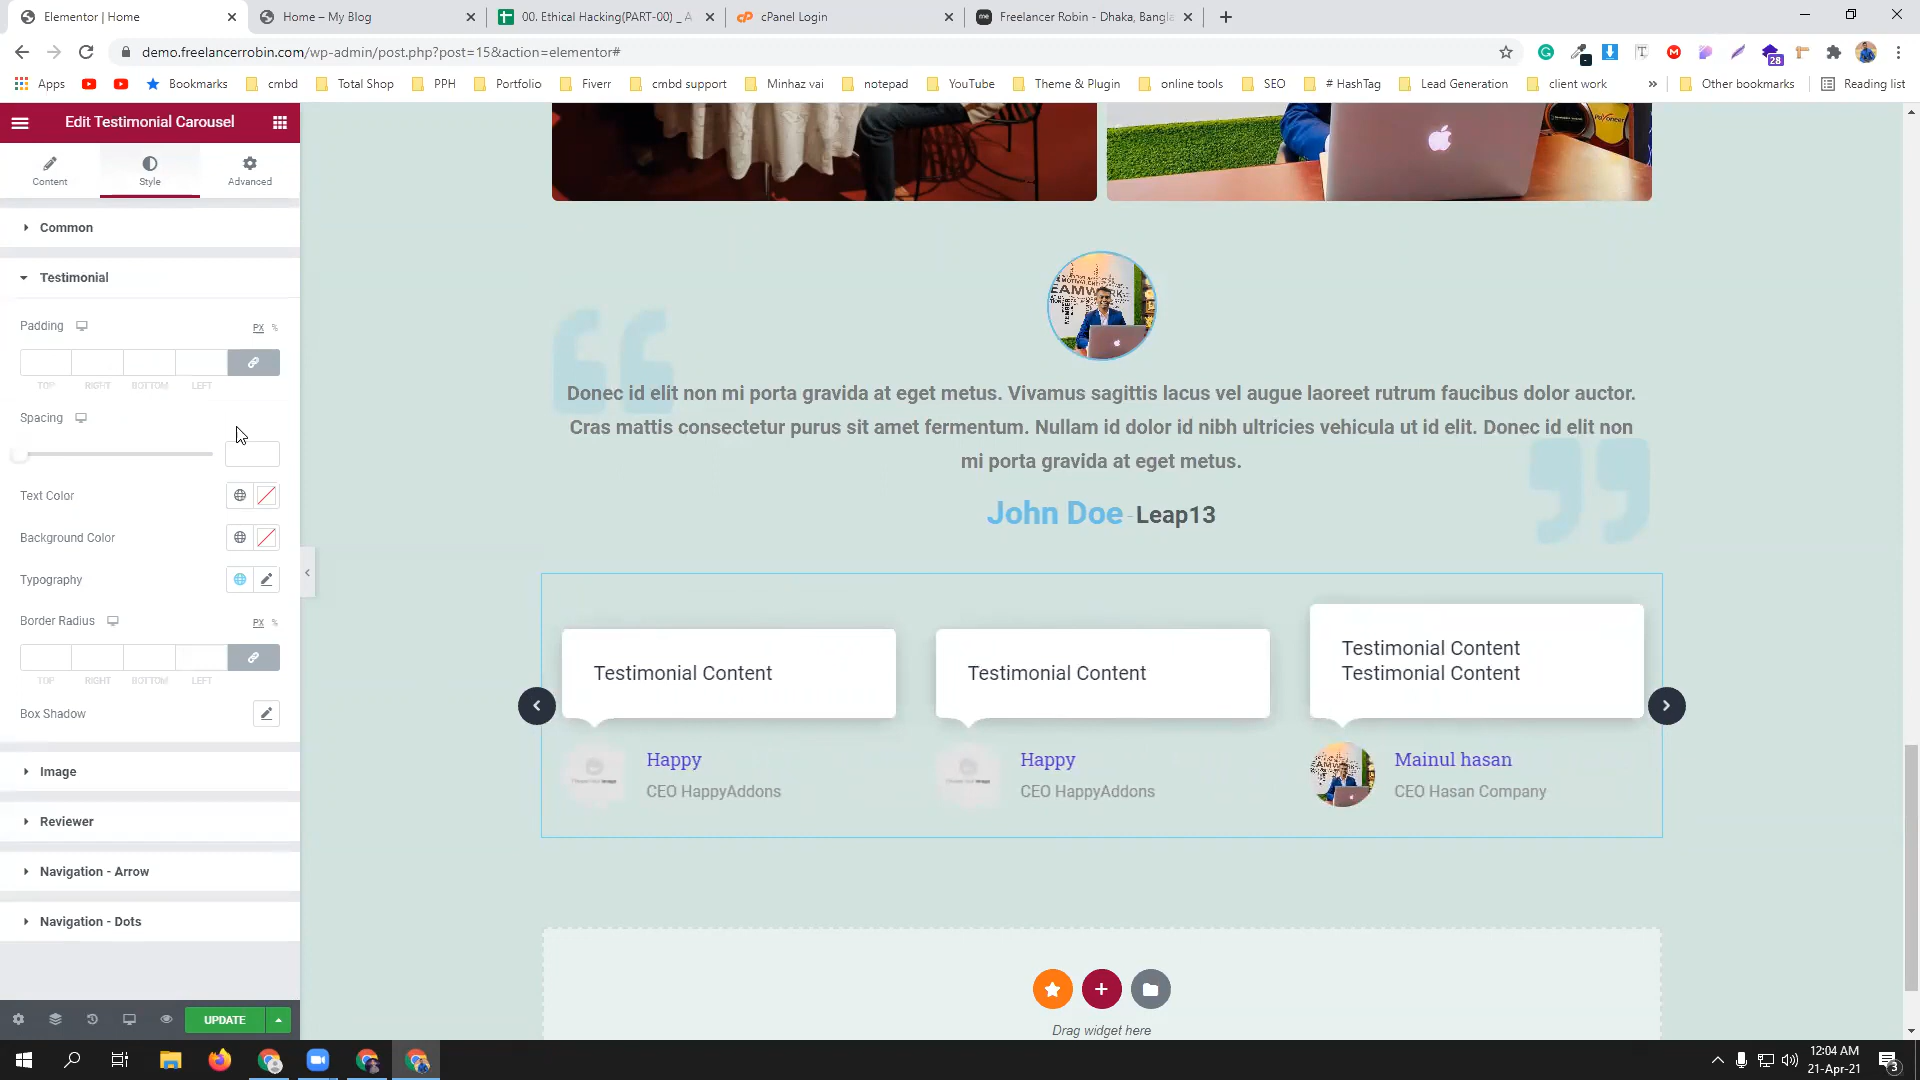 Elementor | Home
Home – My Blog
00. Ethical Hacking(PART-00) _ A
cPanel Login
Freelancer Robin - Dhaka, Bangla
demo.freelancerrobin.com/wp-admin/post.php?post=15&action=elementor#
28
Apps
Bookmarks
cmbd
Total Shop
PPH
Portfolio
Fiverr
cmbd support
Minhaz vai
notepad
YouTube
Theme & Plugin
online tools
SEO
# HashTag
Lead Generation
client work
»
Other bookmarks
Reading list
Edit Testimonial Carousel
Content
Style
Advanced
Common
Testimonial
Padding
PX %
TOP RIGHT BOTTOM LEFT
Spacing
Text Color
Background Color
Typography
Border Radius
PX %
TOP RIGHT BOTTOM LEFT
Box Shadow
Image
Reviewer
Navigation - Arrow
Navigation - Dots
UPDATE
Payoneer
Donec id elit non mi porta gravida at eget metus. Vivamus sagittis lacus vel augue laoreet rutrum faucibus dolor auctor.
Cras mattis consectetur purus sit amet fermentum. Nullam id dolor id nibh ultricies vehicula ut id elit. Donec id elit non
mi porta gravida at eget metus.
John Doe - Leap13
Testimonial Content
Testimonial Content
Testimonial Content
Testimonial Content
Happy
CEO HappyAddons
Happy
CEO HappyAddons
Mainul hasan
CEO Hasan Company
Drag widget here
12:04 AM
21-Apr-21
3